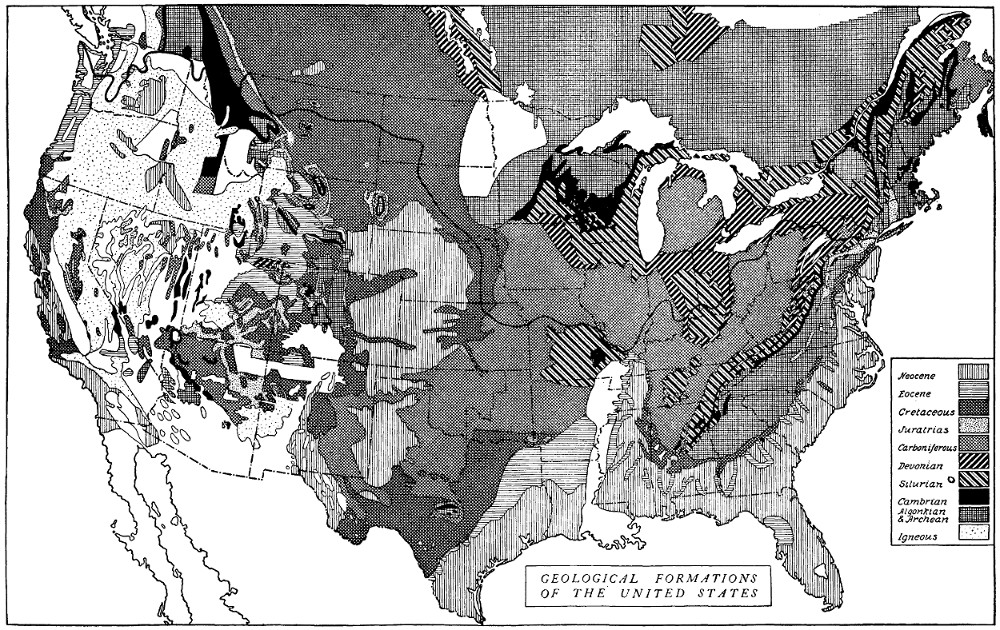 Neocene
Eocene
Cretaceous
Juratrias
Carboniferous
Devonian
Silurian
Cambrian
Algonkian
& Archean
Igneous
GEOLOGICAL FORMATIONS
OF THE UNITED STATES